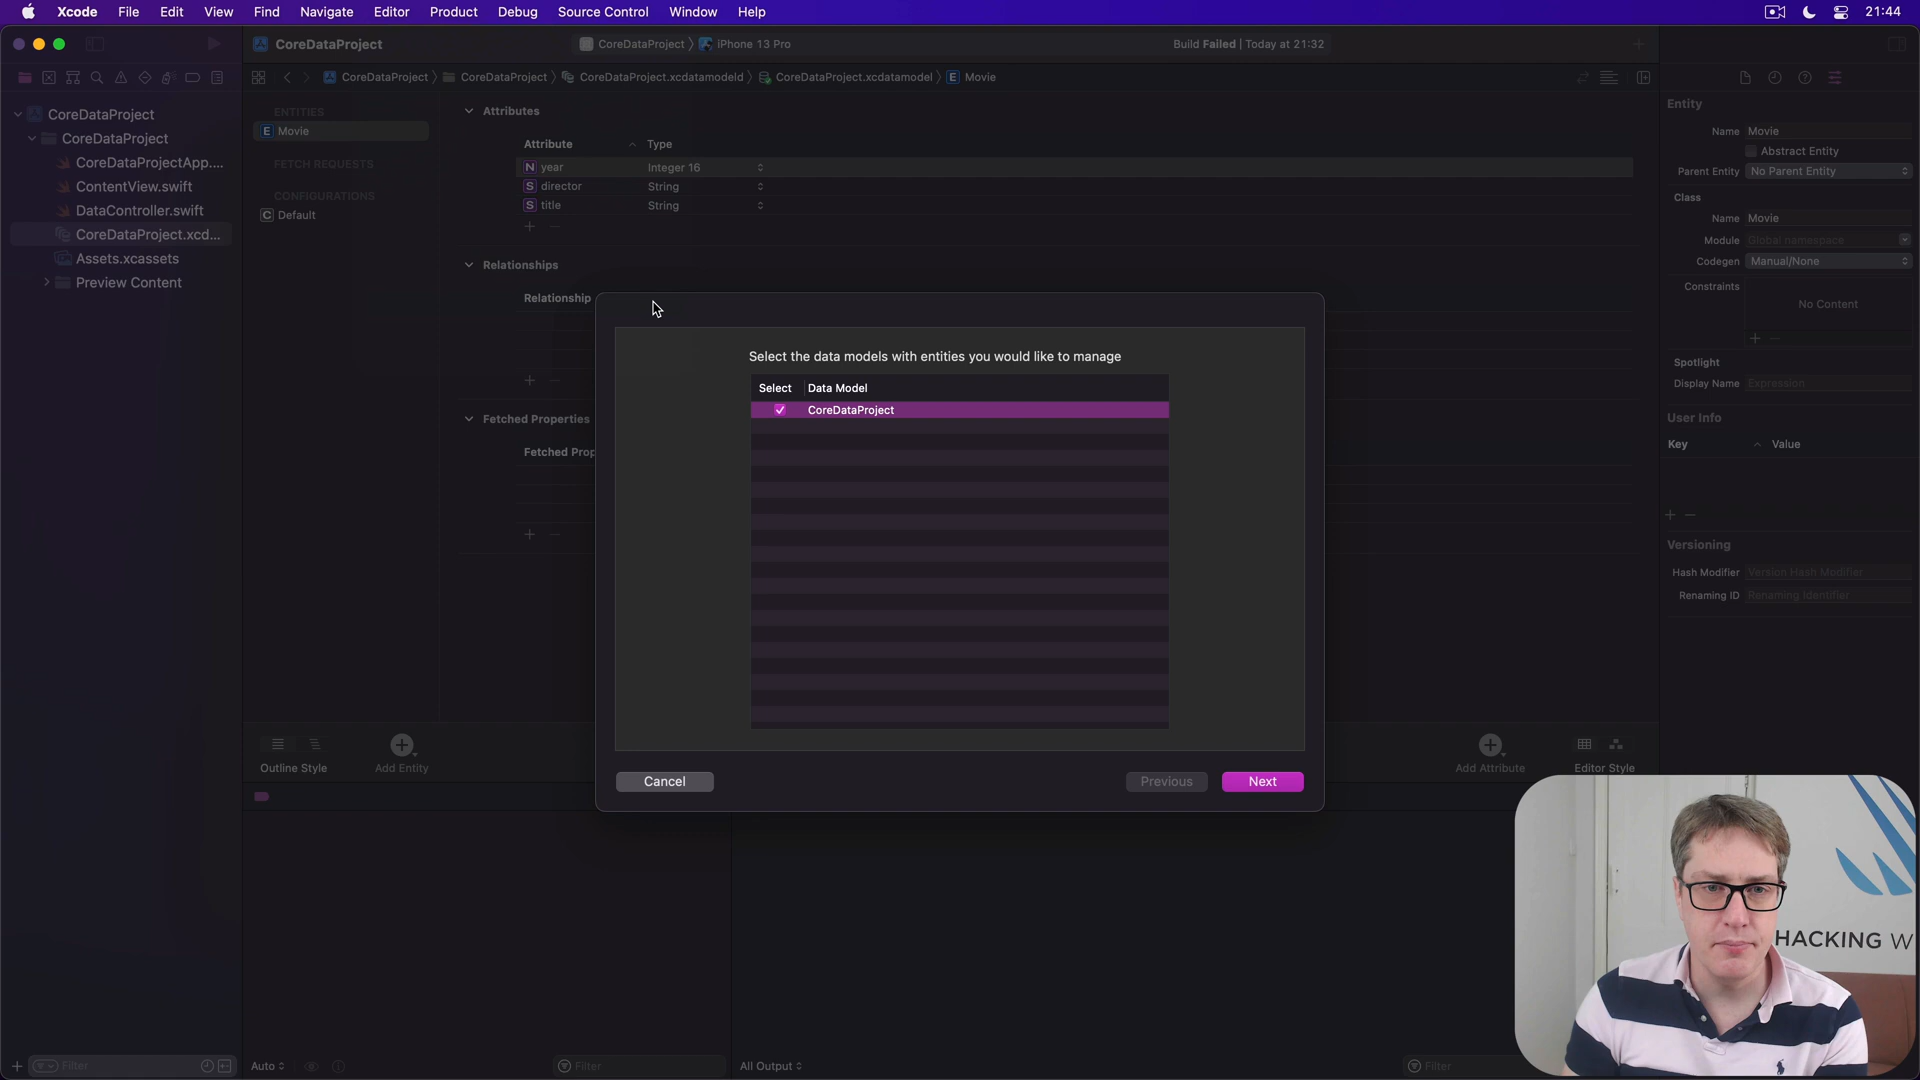 Xcode File Edit View Find Navigate Editor Product Debug Source Control Window Help 21:44
CoreDataProject
CoreDataProject 〉 iPhone 13 Pro
Build Failed | Today at 21:32
CoreDataProject 〉 CoreDataProject 〉 CoreDataProject.xcdatamodeld 〉 CoreDataProject.xcdatamodel 〉 E Movie
CoreDataProject
CoreDataProject
CoreDataProjectApp....
ContentView.swift
DataController.swift
CoreDataProject.xcd...
Assets.xcassets
Preview Content
ENTITIES
E Movie
FETCH REQUESTS
CONFIGURATIONS
C Default
Attributes
Attribute Type
N year Integer 16
S director String
S title String
Relationships
Relationship
Fetched Properties
Fetched Prop
Select the data models with entities you would like to manage
Select Data Model
CoreDataProject
Cancel
Previous
Next
Entity
Name Movie
Abstract Entity
Parent Entity No Parent Entity
Class
Name Movie
Module Global namespace
Codegen Manual/None
Constraints
No Content
Spotlight
Display Name Expression
User Info
Key Value
Versioning
Hash Modifier Version Hash Modifier
Renaming ID Renaming Identifier
Outline Style
Add Entity
Add Attribute
Editor Style
HACKING W
Filter
Auto
Filter
All Output
Filter